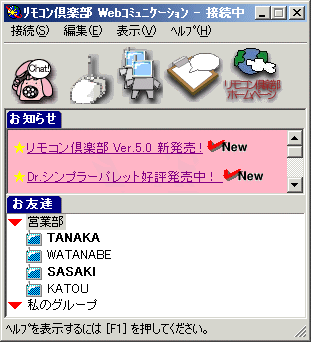 リモコン倶楽部 Webｺﾐｭﾆｹｰｼｮﾝ - 接続中
接続(S) 編集(E) 表示(V) ﾍﾙﾌﾟ(H)
Chat!
リモコン倶楽部
ホームページ
お知らせ
リモコン倶楽部 Ver.5.0 新発売！ New
Dr.シンプラーパレット好評発売中！ New
お友達
営業部
TANAKA
WATANABE
SASAKI
KATOU
私のグループ
ﾍﾙﾌﾟを表示するには [F1] を押してください。